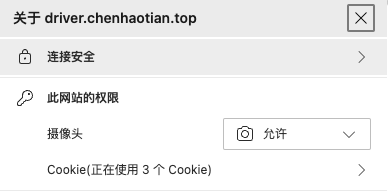 关于 driver.chenhaotian.top
连接安全
此网站的权限
摄像头 允许
Cookie(正在使用 3 个 Cookie)